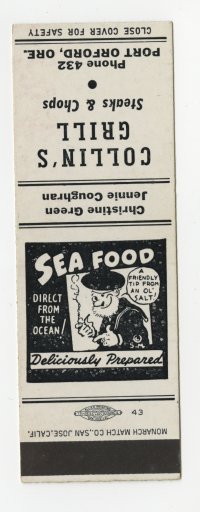 CLOSE COVER FOR SAFETY
PORT ORFORD, ORE.
Phone 432
Steaks & Chops
GRILL
COLLIN'S
Jennie Coughran
Christine Green
SEA FOOD
DIRECT
FROM
THE
OCEAN!
A
FRIENDLY
TIP FROM
AN OL'
SALT!
Deliciously Prepared
43
MONARCH MATCH CO., SAN JOSE, CALIF.